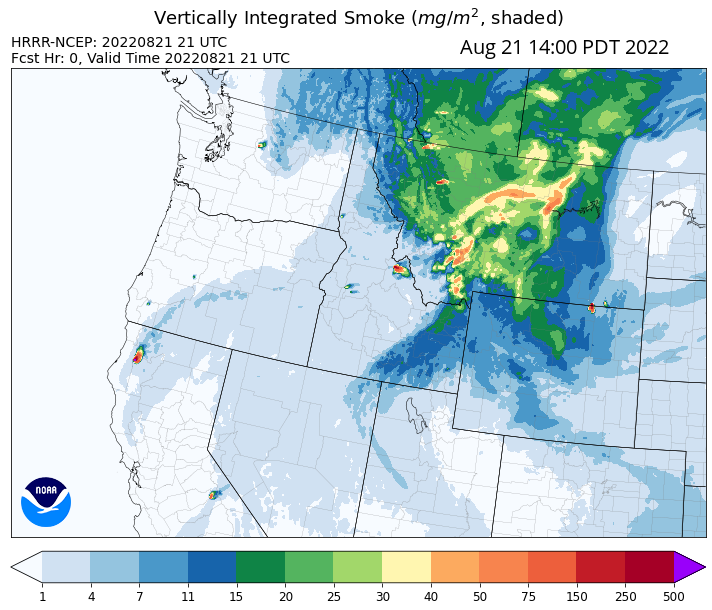 Vertically Integrated Smoke (mg/m², shaded)
HRRR-NCEP: 20220821 21 UTC
Aug 21 14:00 PDT 2022
Fcst Hr: 0, Valid Time 20220821 21 UTC
NOAA
1 4 7 11 15 20 25 30 40 50 75 150 250 500